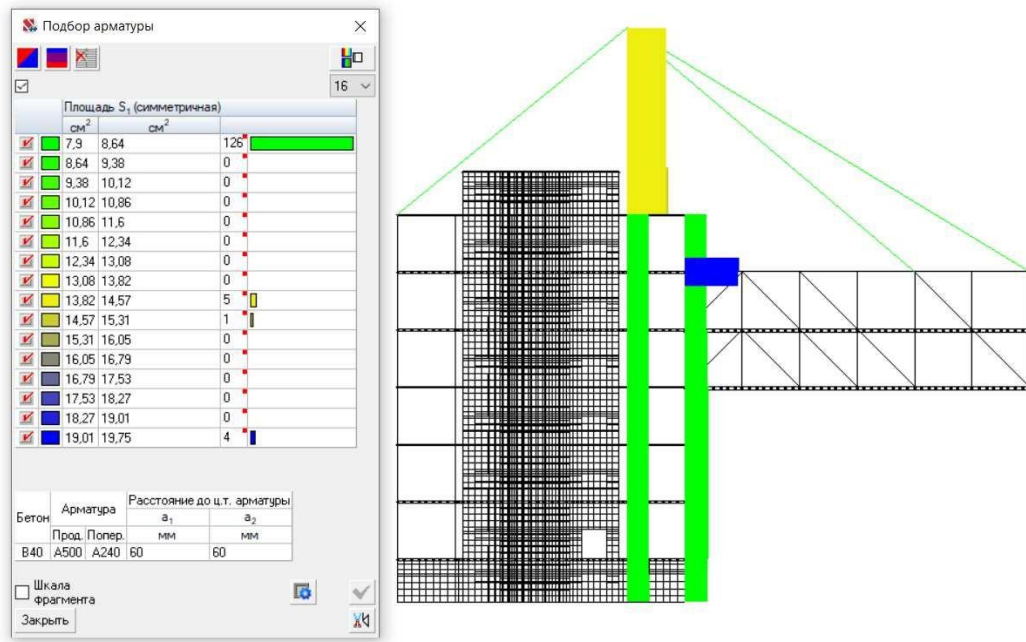 Подбор арматуры
16
Площадь S1 (симметричная)
см2 см2
7,9 8,64 126
8,64 9,38 0
9,38 10,12 0
10,12 10,86 0
10,86 11,6 0
11,6 12,34 0
12,34 13,08 0
13,08 13,82 0
13,82 14,57 5
14,57 15,31 1
15,31 16,05 0
16,05 16,79 0
16,79 17,53 0
17,53 18,27 0
18,27 19,01 0
19,01 19,75 4
Бетон Арматура Расстояние до ц.т. арматуры
a1 a2
Прод. Попер. мм мм
B40 A500 A240 60 60
Шкала
фрагмента
Закрыть